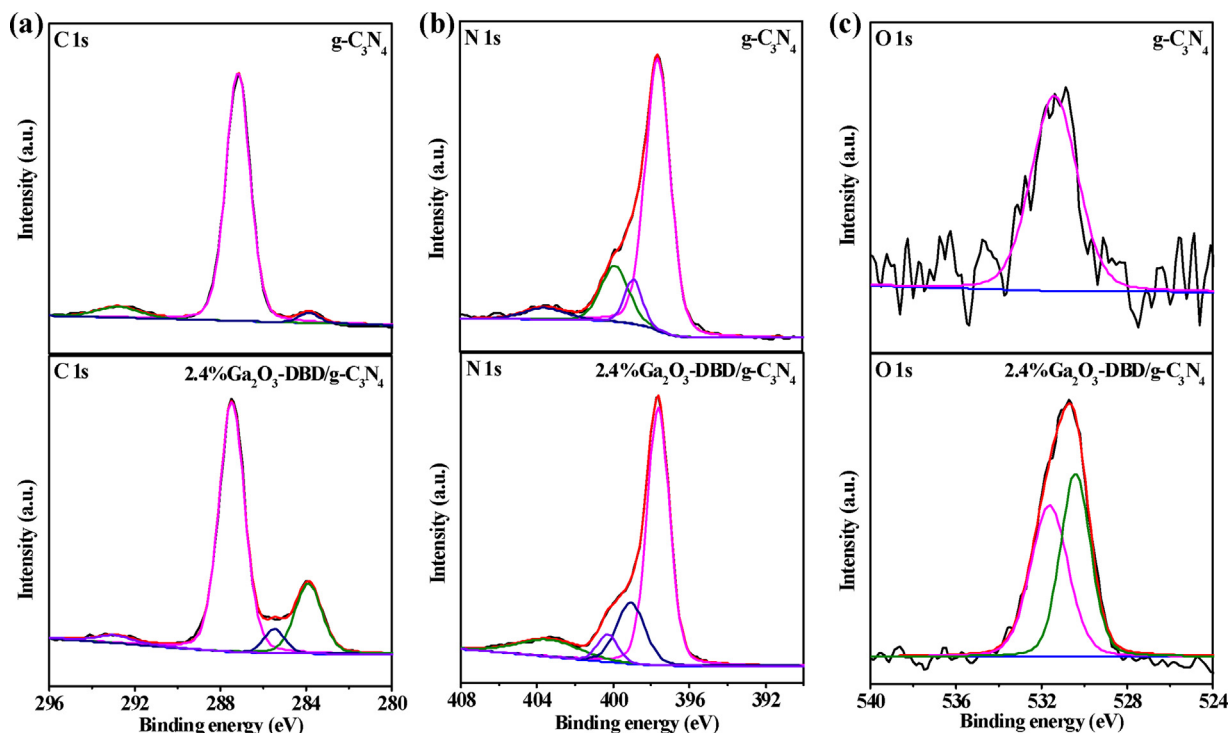 (a)
C 1s
g-C₃N₄
Intensity (a.u.)
C 1s
2.4%Ga₂O₃-DBD/g-C₃N₄
Intensity (a.u.)
296 292 288 284 280
Binding energy (eV)
(b)
N 1s
g-C₃N₄
Intensity (a.u.)
N 1s
2.4%Ga₂O₃-DBD/g-C₃N₄
Intensity (a.u.)
408 404 400 396 392
Binding energy (eV)
(c)
O 1s
g-C₃N₄
Intensity (a.u.)
O 1s
2.4%Ga₂O₃-DBD/g-C₃N₄
Intensity (a.u.)
540 536 532 528 524
Binding energy (eV)